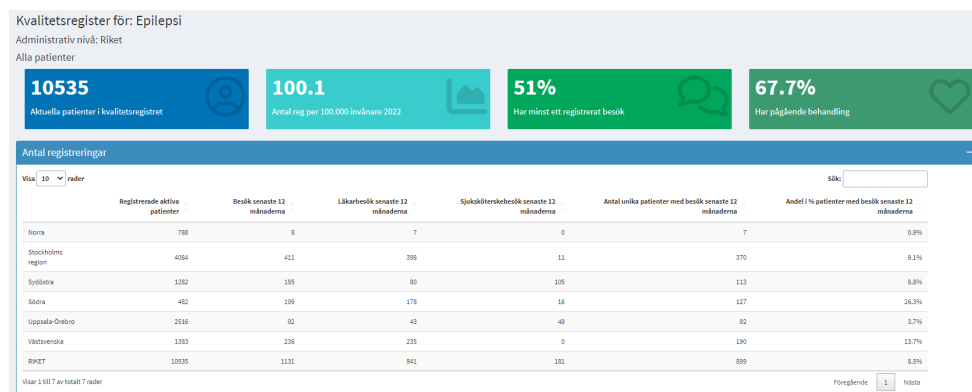 Kvalitetsregister för: Epilepsi
Administrativ nivå: Riket
Alla patienter
10535 100.1 51% 67.7%
Aktuella patienter i kvalitetsregistret Antal reg per 100.000 invånare 2022 Har minst ett registrerat besök Har pågående behandling
Antal registreringar
Visa 10 rader Sök:
Registrerade aktiva patienter Besök senaste 12 månaderna Läkarbesök senaste 12 månaderna Sjuksköterskebesök senaste 12 månaderna Antal unika patienter med besök senaste 12 månaderna Andel i % patienter med besök senaste 12 månaderna
Norra 788 8 7 0 7 0.9%
Stockholms region 4084 411 398 11 370 9.1%
Sydöstra 1282 185 80 105 113 8.8%
Södra 482 199 178 16 127 26.3%
Uppsala-Örebro 2516 92 43 49 92 3.7%
Västsvenska 1383 236 235 0 190 13.7%
RIKET 10535 1131 941 181 899 8.5%
Visar 1 till 7 av totalt 7 rader Föregående 1 Nästa